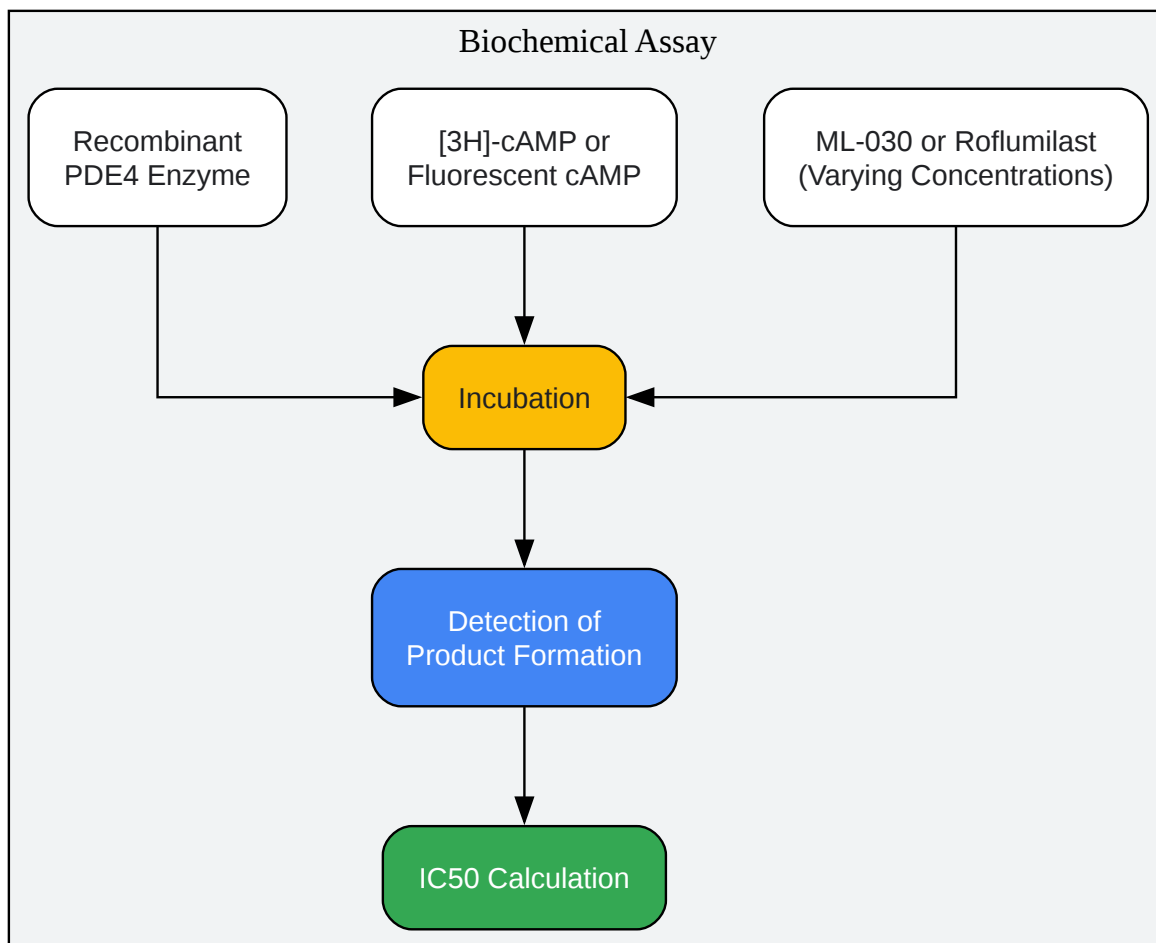 Biochemical Assay
Recombinant
PDE4 Enzyme
[3H]-cAMP or
Fluorescent cAMP
ML-030 or Roflumilast
(Varying Concentrations)
Incubation
Detection of
Product Formation
IC50 Calculation